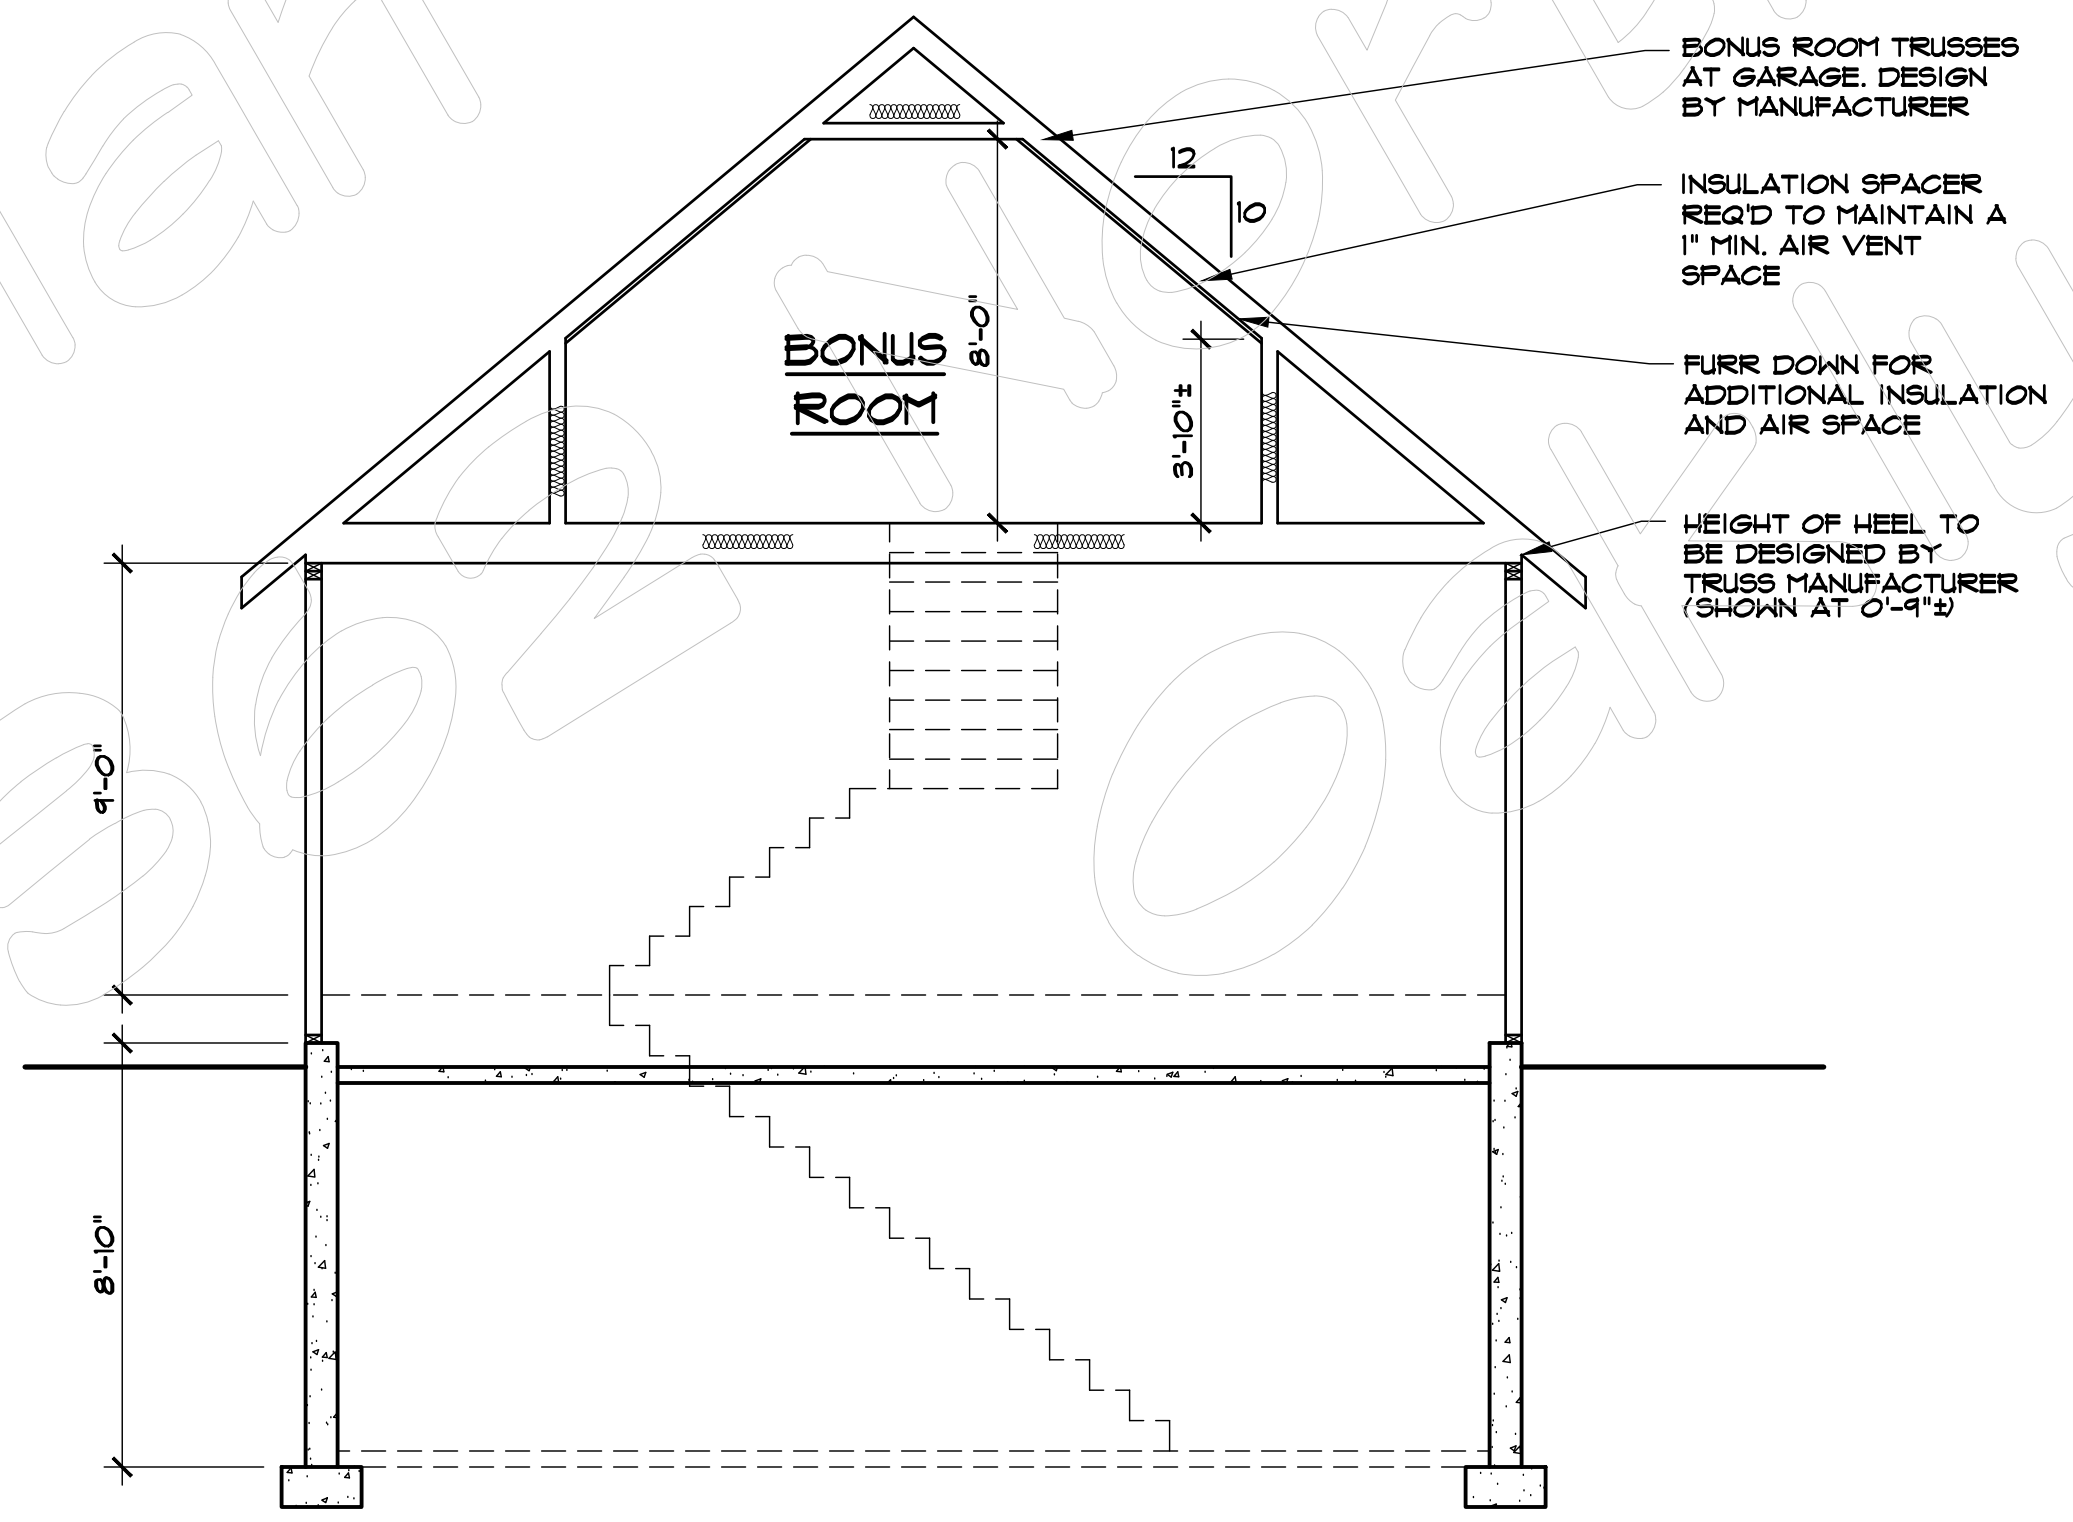 BONUS ROOM TRUSSES
AT GARAGE. DESIGN
BY MANUFACTURER
12
10
INSULATION SPACER
REQ'D TO MAINTAIN A
1" MIN. AIR VENT
SPACE
BONUS
ROOM
8'-0"
3'-10"±
FURR DOWN FOR
ADDITIONAL INSULATION
AND AIR SPACE
HEIGHT OF HEEL TO
BE DESIGNED BY
TRUSS MANUFACTURER
(SHOWN AT 0'-9"±)
9'-0"
8'-10"